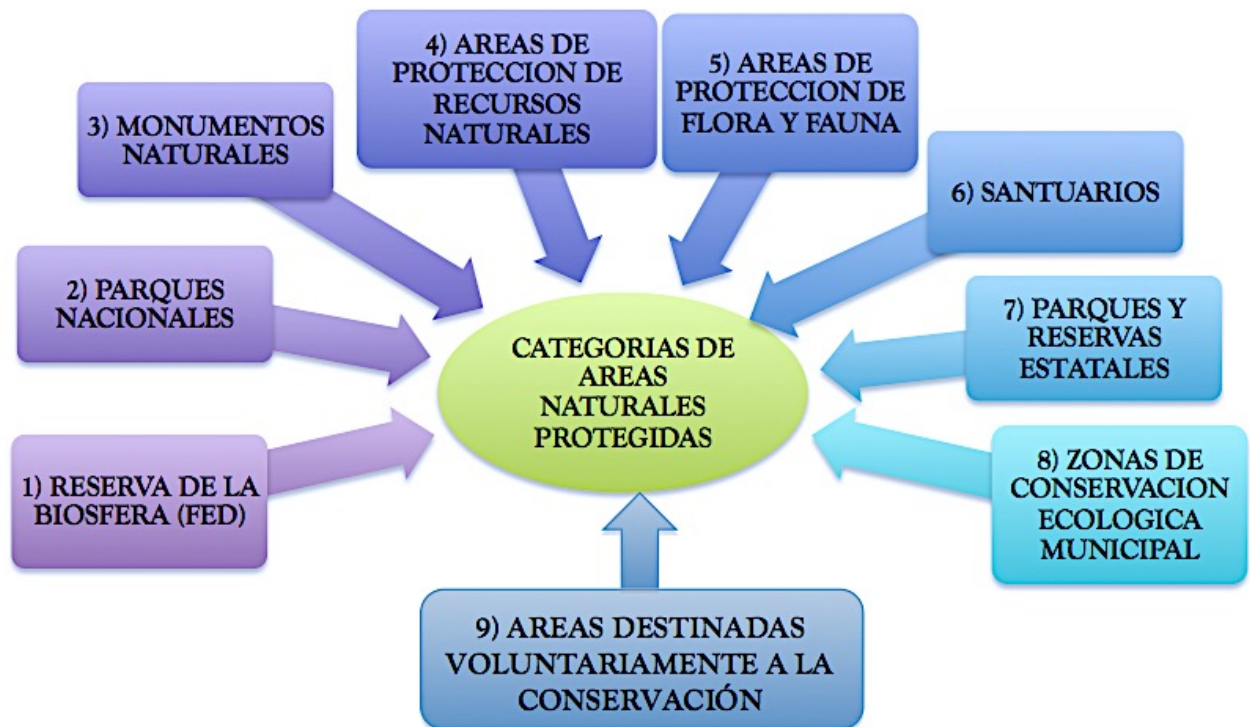 1) RESERVA DE LA
BIOSFERA (FED)
2) PARQUES
NACIONALES
3) MONUMENTOS
NATURALES
4) AREAS DE
PROTECCION DE
RECURSOS
NATURALES
5) AREAS DE
PROTECCION DE
FLORA Y FAUNA
6) SANTUARIOS
7) PARQUES Y
RESERVAS
ESTATALES
8) ZONAS DE
CONSERVACION
ECOLOGICA
MUNICIPAL
9) AREAS DESTINADAS
VOLUNTARIAMENTE A LA
CONSERVACIÓN
CATEGORIAS DE
AREAS
NATURALES
PROTEGIDAS